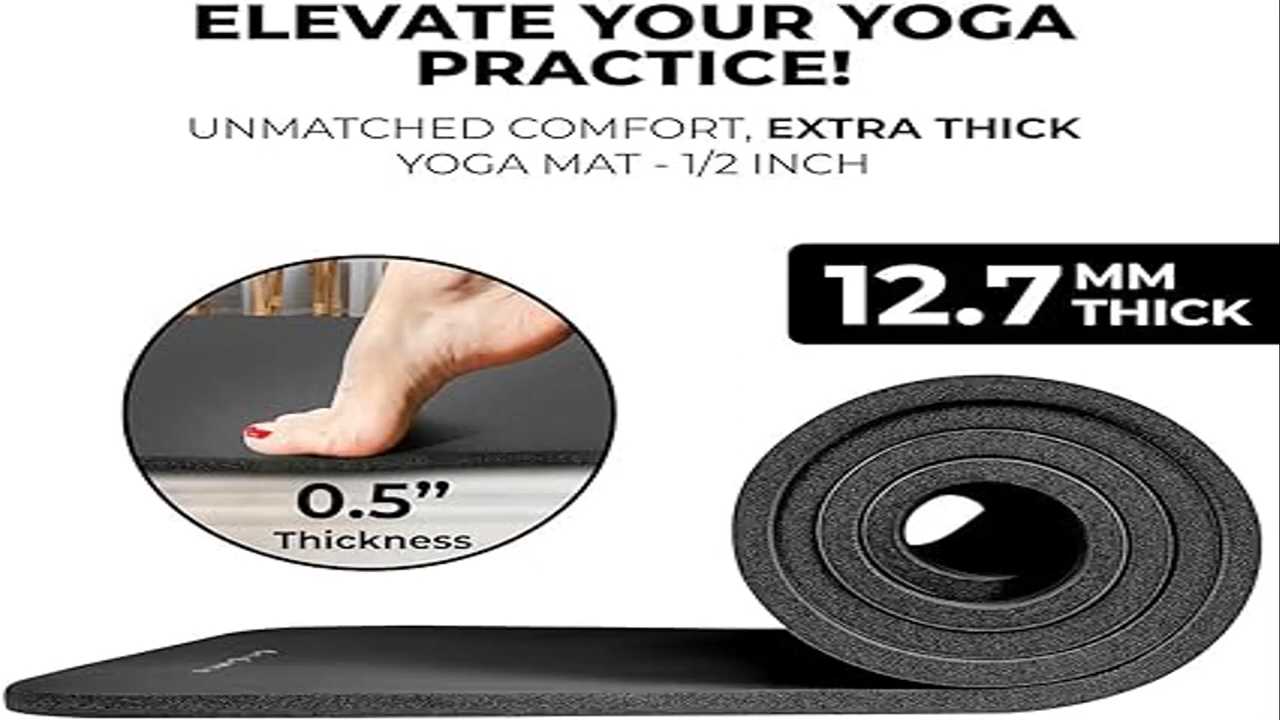 ELEVATE YOUR YOGA
PRACTICE!
UNMATCHED COMFORT, EXTRA THICK
YOGA MAT - 1/2 INCH
12.7 MM
THICK
0.5”
Thickness